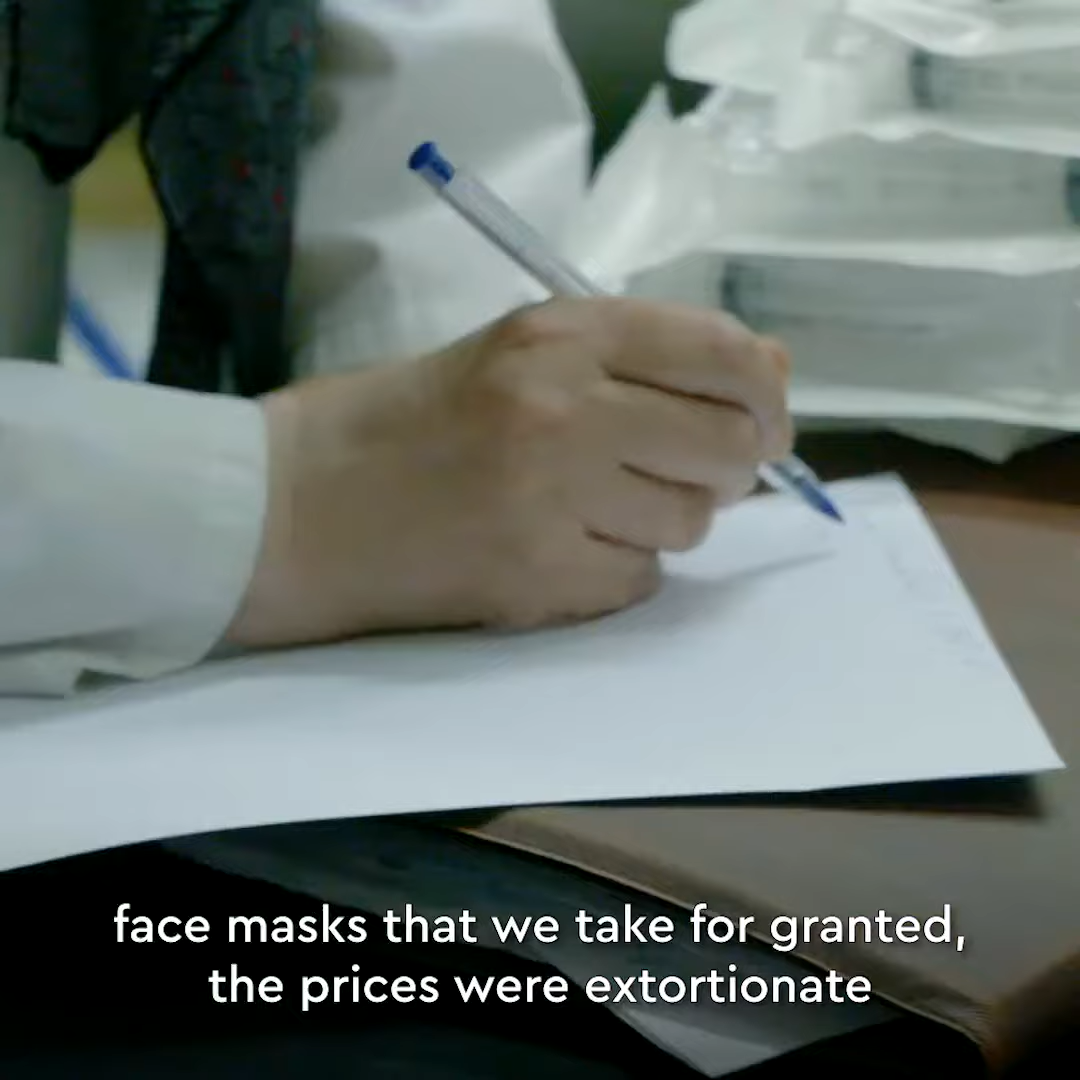 face masks that we take for granted,
the prices were extortionate